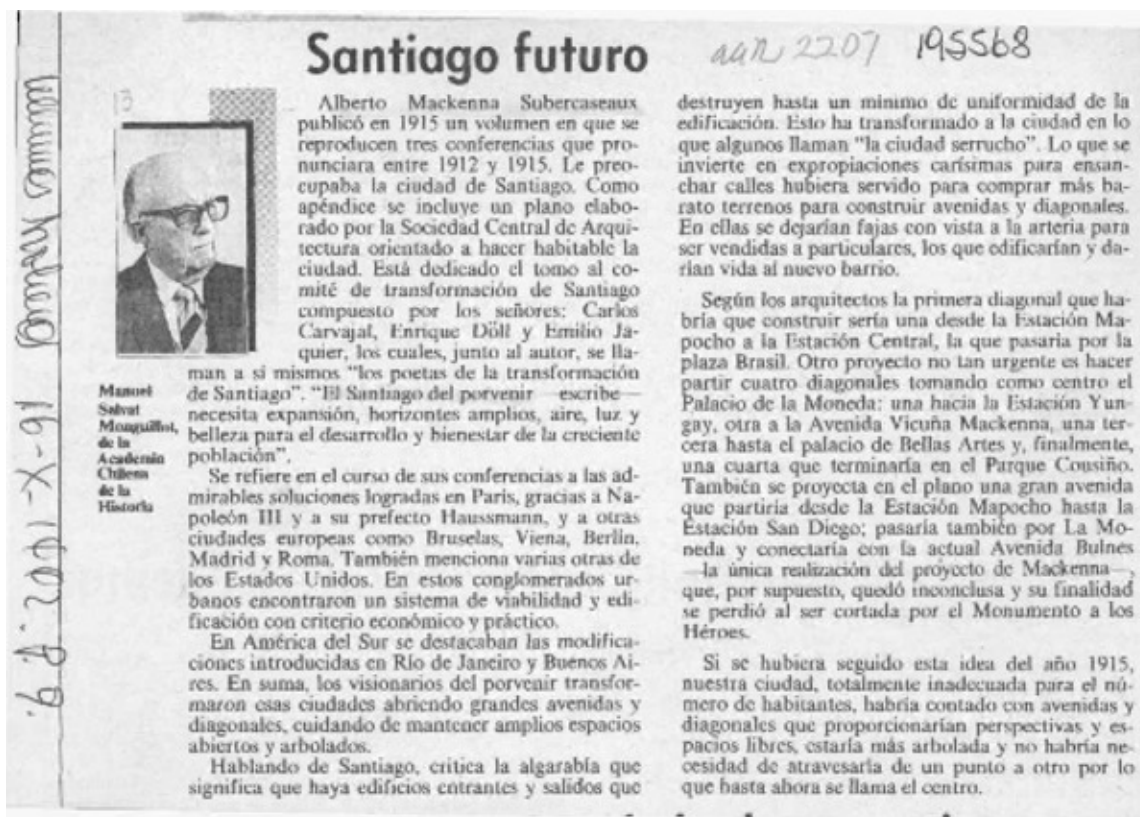 Santiago futuro
195568
13
Alberto Mackenna Subercaseaux
publicó en 1915 un volumen en que se
reproducen tres conferencias que pro-
nunciara entre 1912 y 1915. Le preo-
cupaba la ciudad de Santiago. Como
apéndice se incluye un plano elabo-
rado por la Sociedad Central de Arqui-
tectura orientado a hacer habitable la
ciudad. Está dedicado el tomo al co-
mité de transformación de Santiago
compuesto por los señores: Carlos
Carvajal, Enrique Döll y Emilio Ja-
quier, los cuales, junto al autor, se lla-
man a sí mismos "los poetas de la transformación
de Santiago". "El Santiago del porvenir —escribe—
necesita expansión, horizontes amplios, aire, luz y
belleza para el desarrollo y bienestar de la creciente
población".
Se refiere en el curso de sus conferencias a las ad-
mirables soluciones logradas en París, gracias a Na-
poleón III y a su prefecto Haussmann, y a otras
ciudades europeas como Bruselas, Viena, Berlín,
Madrid y Roma. También menciona varias otras de
los Estados Unidos. En estos conglomerados ur-
banos encontraron un sistema de viabilidad y edi-
ficación con criterio económico y práctico.
En América del Sur se destacaban las modifica-
ciones introducidas en Río de Janeiro y Buenos Ai-
res. En suma, los visionarios del porvenir transfor-
maron esas ciudades abriendo grandes avenidas y
diagonales, cuidando de mantener amplios espacios
abiertos y arbolados.
Hablando de Santiago, critica la algarabía que
significa que haya edificios entrantes y salidos que
Manuel
Salvat
Monguillot,
de la
Academia
Chilena
de la
Historia
destruyen hasta un mínimo de uniformidad de la
edificación. Esto ha transformado a la ciudad en lo
que algunos llaman "la ciudad serrucho". Lo que se
invierte en expropiaciones carísimas para ensan-
char calles hubiera servido para comprar más ba-
rato terrenos para construir avenidas y diagonales.
En ellas se dejarían fajas con vista a la arteria para
ser vendidas a particulares, los que edificarían y da-
rían vida al nuevo barrio.
Según los arquitectos la primera diagonal que ha-
bría que construir sería una desde la Estación Ma-
pocho a la Estación Central, la que pasaría por la
plaza Brasil. Otro proyecto no tan urgente es hacer
partir cuatro diagonales tomando como centro el
Palacio de la Moneda: una hacia la Estación Yun-
gay, otra a la Avenida Vicuña Mackenna, una ter-
cera hasta el palacio de Bellas Artes y, finalmente,
una cuarta que terminaría en el Parque Cousiño.
También se proyecta en el plano una gran avenida
que partiría desde la Estación Mapocho hasta la
Estación San Diego; pasaría también por La Mo-
neda y conectaría con la actual Avenida Bulnes
—la única realización del proyecto de Mackenna—,
que, por supuesto, quedó inconclusa y su finalidad
se perdió al ser cortada por el Monumento a los
Héroes.
Si se hubiera seguido esta idea del año 1915,
nuestra ciudad, totalmente inadecuada para el nú-
mero de habitantes, habría contado con avenidas y
diagonales que proporcionarían perspectivas y es-
pacios libres, estaría más arbolada y no habría ne-
cesidad de atravesarla de un punto a otro por lo
que hasta ahora se llama el centro.